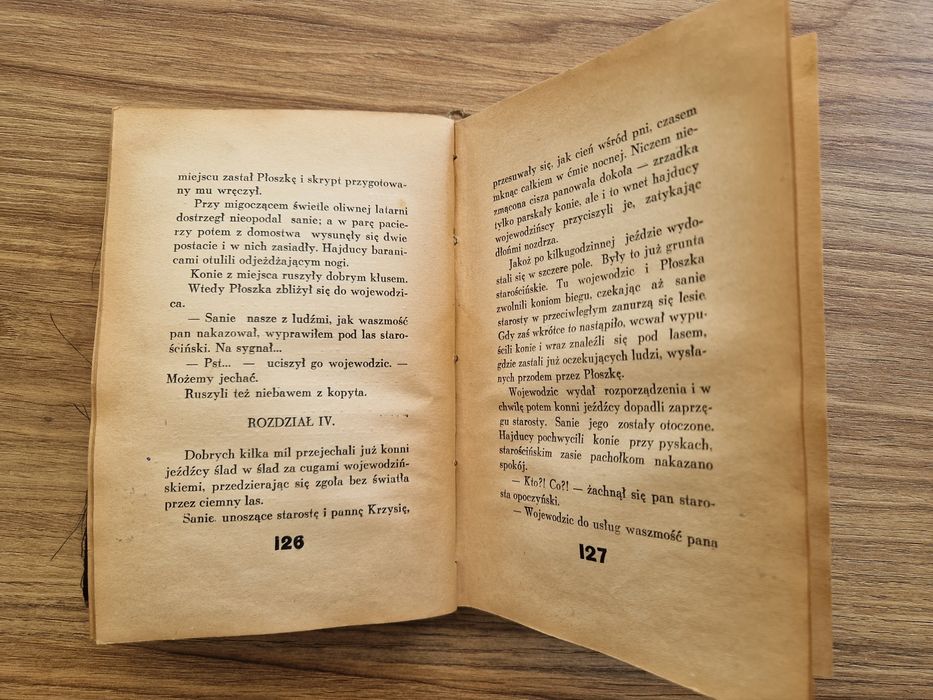 miejscu zastał Płoszkę i skrypt przygotowa-
ny mu wręczył.
Przy migoczącem świetle oliwnej latarni
dostrzegł nieopodal sanie; a w parę pacie-
rzy potem z domostwa wysunęły się dwie
postacie i w nich zasiadły. Hajducy barani-
cami otulili odjeżdżającym nogi.
Konie z miejsca ruszyły dobrym kłusem.
Wtedy Płoszka zbliżył się do wojewodzi-
ca.
— Sanie nasze z ludźmi, jak waszmość
pan nakazował, wyprawiłem pod las staro-
ściński. Na sygnał...
— Pst... — uciszył go wojewodzic. —
Możemy jechać.
Ruszyli też niebawem z kopyta.
ROZDZIAŁ IV.
Dobrych kilka mil przejechali już konni
jeźdźcy ślad w ślad za cugami wojewodziń-
skiemi, przedzierając się zgoła bez światła
przez ciemny las.
Sanie, unoszące starostę i pannę Krzysię,
126
przesuwały się, jak cień wśród pni, czasem
mknąc całkiem w ćmie nocnej. Niczem nie-
zmącona cisza panowała dokoła — zrzadka
tylko parskały konie, ale i to wnet hajducy
wojewodzińscy przyciszyli je, zatykając
dłońmi nozdrza.
Jakoż po kilkugodzinnej jeździe wydo-
stali się w szczere pole. Były to już grunta
starościńskie. Tu wojewodzic i Płoszka
zwolnili koniom biegu, czekając aż sanie
starosty w przeciwległym zanurzą się lesie.
Gdy zaś wkrótce to nastąpiło, wcwał wypu-
ścili konie i wraz znaleźli się pod lasem,
gdzie zastali już oczekujących ludzi, wysła-
nych przodem przez Płoszkę.
Wojewodzic wydał rozporządzenia i w
chwilę potem konni jeźdźcy dopadli zaprzę-
gu starosty. Sanie jego zostały otoczone.
Hajducy pochwycili konie przy pyskach,
starościńskim zasie pachołkom nakazano
spokój.
— Kto?! Co?! — żachnął się pan staro-
sta opoczyński.
— Wojewodzic do usług waszmość pana
127